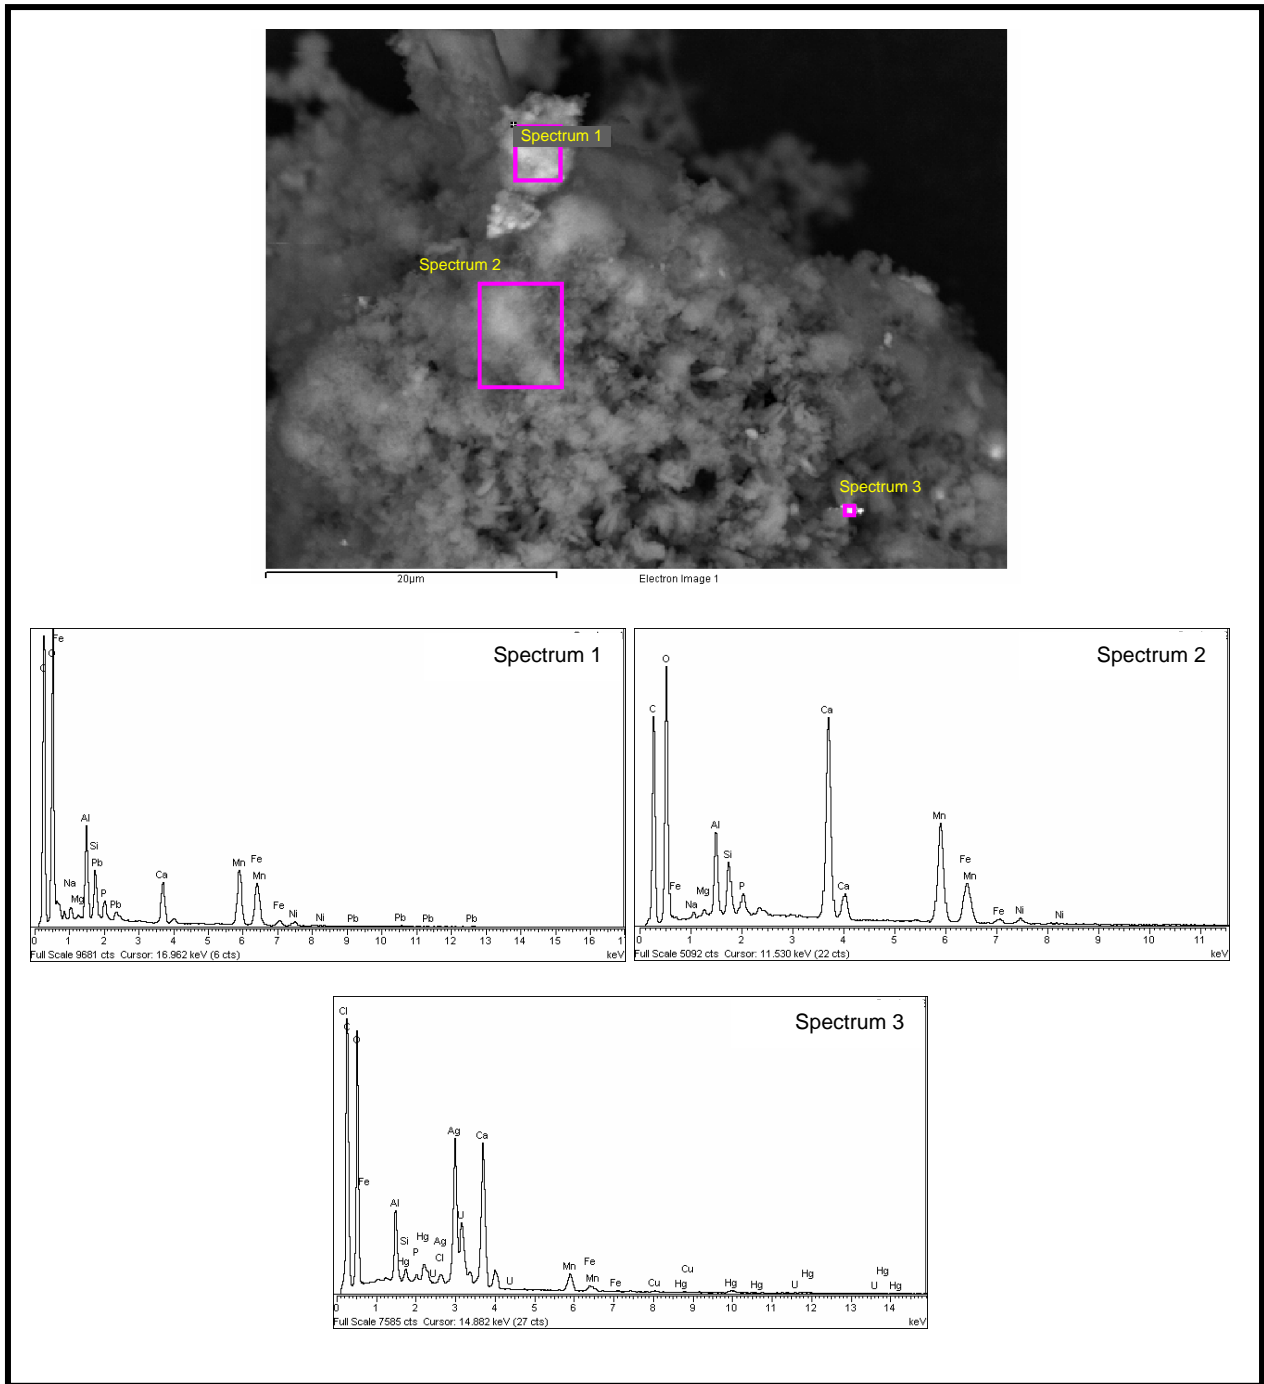 Spectrum 1
Spectrum 2
Spectrum 3
20µm
Electron Image 1
Spectrum 1
Fe
O
C
Al
Si
Pb
Na
Mg
P
Pb
Ca
Mn
Fe
Mn
Fe
Ni
Ni
Pb
Pb
Pb
Pb
0 1 2 3 4 5 6 7 8 9 10 11 12 13 14 15 16 17
Full Scale 9681 cts Cursor: 16.962 keV (6 cts)
keV
Spectrum 2
O
C
Ca
Al
Si
Fe
Na
Mg
P
Ca
Mn
Fe
Mn
Fe
Ni
Ni
0 1 2 3 4 5 6 7 8 9 10 11
Full Scale 5092 cts Cursor: 11.530 keV (22 cts)
keV
Spectrum 3
Cl
C
O
Fe
Al
Si
Hg
P
Hg
U
Ag
Cl
Ag
U
Ca
U
Mn
Fe
Mn
Fe
Cu
Cu
Hg
Hg
Hg
U
Hg
Hg
U
Hg
0 1 2 3 4 5 6 7 8 9 10 11 12 13 14
Full Scale 7585 cts Cursor: 14.882 keV (27 cts)
keV